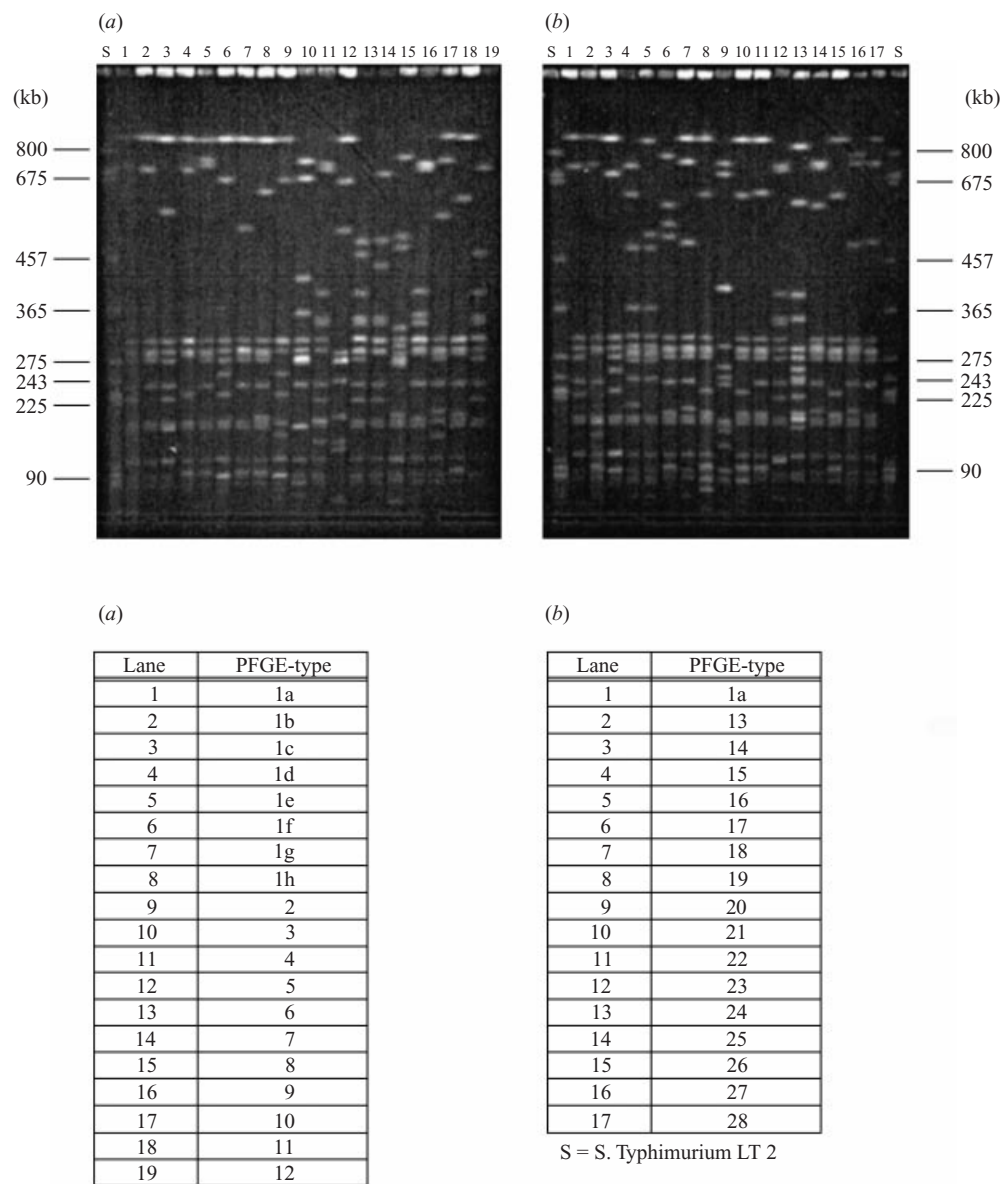 (a)
S 1 2 3 4 5 6 7 8 9 10 11 12 13 14 15 16 17 18 19
(kb)
800
675
457
365
275
243
225
90
(b)
S 1 2 3 4 5 6 7 8 9 10 11 12 13 14 15 16 17 S
(kb)
800
675
457
365
275
243
225
90
(a)
Lane PFGE-type
1 1a
2 1b
3 1c
4 1d
5 1e
6 1f
7 1g
8 1h
9 2
10 3
11 4
12 5
13 6
14 7
15 8
16 9
17 10
18 11
19 12
(b)
Lane PFGE-type
1 1a
2 13
3 14
4 15
5 16
6 17
7 18
8 19
9 20
10 21
11 22
12 23
13 24
14 25
15 26
16 27
17 28
S = S. Typhimurium LT 2